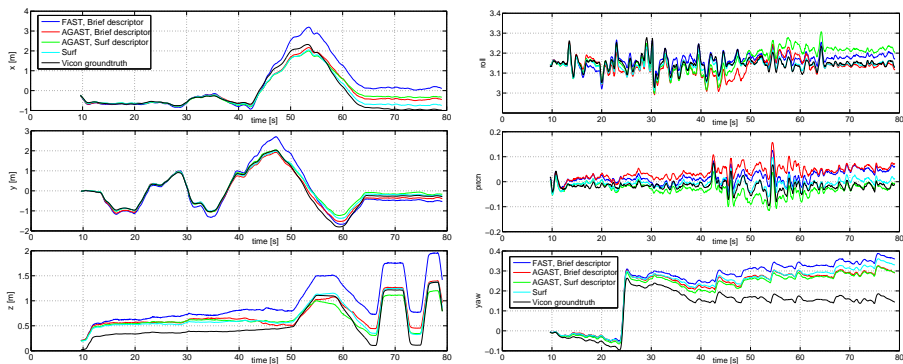 4
3
2
1
0
−1
x [m]
FAST, Brief descriptor
AGAST, Brief descriptor
AGAST, Surf descriptor
Surf
Vicon groundtruth
0 10 20 30 40 50 60 70 80
time [s]
3
2
1
0
−1
−2
y [m]
0 10 20 30 40 50 60 70 80
time [s]
2
1.5
1
0.5
0
z [m]
0 10 20 30 40 50 60 70 80
time [s]
3.4
3.3
3.2
3.1
3
roll
0 10 20 30 40 50 60 70 80
time [s]
0.2
0.1
0
−0.1
−0.2
pitch
0 10 20 30 40 50 60 70 80
time [s]
0.4
0.3
0.2
0.1
0
−0.1
yaw
FAST, Brief descriptor
AGAST, Brief descriptor
AGAST, Surf descriptor
Surf
Vicon groundtruth
0 10 20 30 40 50 60 70 80
time [s]